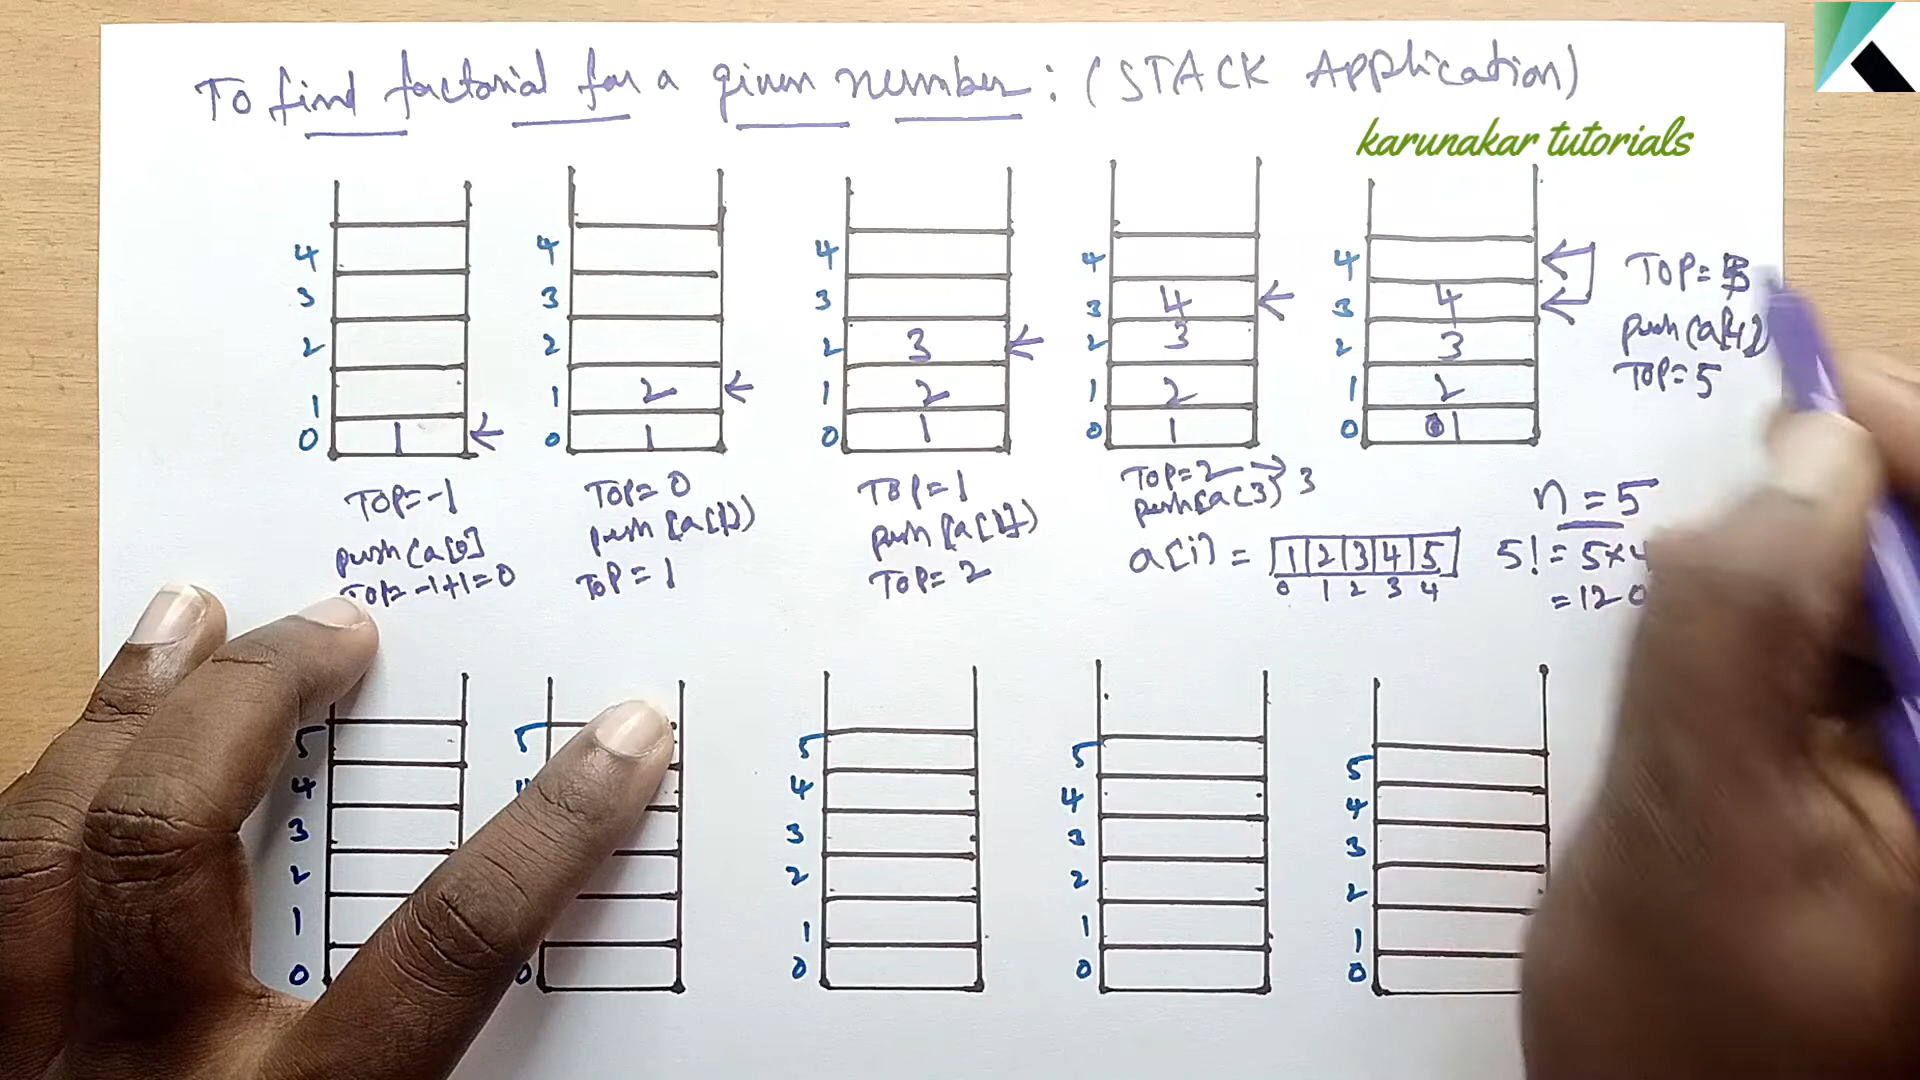 To find factorial for a given number: (STACK Application)
karunakar tutorials
4 3 2 1 0
1
4 3 2 1 0
2
1
4 3 2 1 0
3
2
1
4 3 2 1 0
4
3
2
1
4 3 2 1 0
4
3
2
1
TOP=
push(a[4])
TOP=5
TOP=-1
push(a[0]
TOP=-1+1=0
TOP=0
push(a[1])
TOP=1
TOP=1
push(a[2])
TOP=2
TOP=2→3
push(a(3)
n=5
a[i] = 1 2 3 4 5
0 1 2 3 4
5! = 5×4
=120
5 4 3 2 1 0
5 0
5 4 3 2 1 0
5 4 3 2 1 0
5 4 3 2 1 0